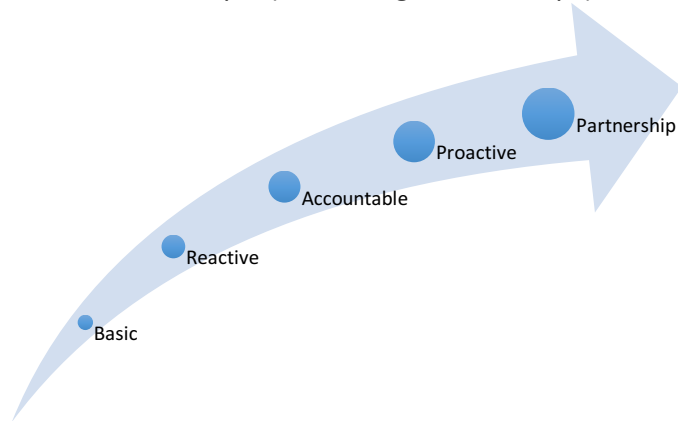 Partnership
Proactive
Accountable
Reactive
Basic